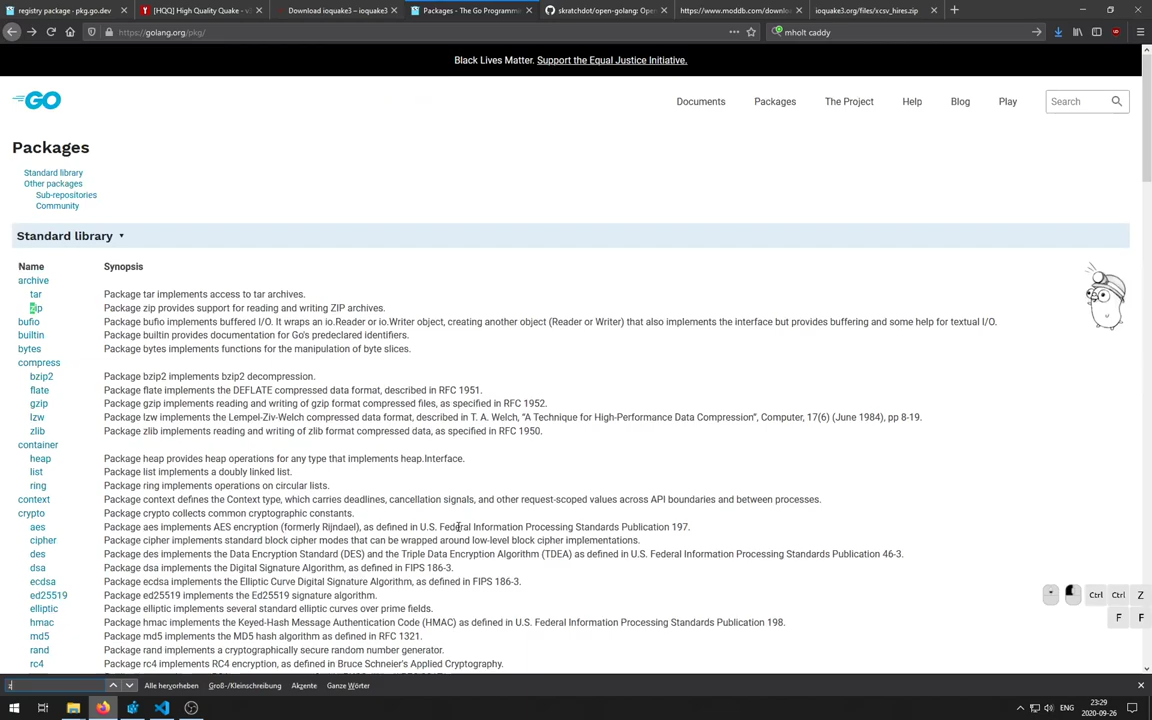 registry package - pkg.go.dev
[HQQ] High Quality Quake - v
Download ioquake3 – ioquake3
Packages - The Go Programmin
skratchdot/open-golang: Open
https://www.moddb.com/downlo
ioquake3.org/files/xcsv_hires.zip
https://golang.org/pkg/
mholt caddy
Black Lives Matter. Support the Equal Justice Initiative.
GO
Documents
Packages
The Project
Help
Blog
Play
Search
Packages
Standard library
Other packages
Sub-repositories
Community
Standard library ▾
Name Synopsis
archive
tar Package tar implements access to tar archives.
zip Package zip provides support for reading and writing ZIP archives.
bufio Package bufio implements buffered I/O. It wraps an io.Reader or io.Writer object, creating another object (Reader or Writer) that also implements the interface but provides buffering and some help for textual I/O.
builtin Package builtin provides documentation for Go's predeclared identifiers.
bytes Package bytes implements functions for the manipulation of byte slices.
compress
bzip2 Package bzip2 implements bzip2 decompression.
flate Package flate implements the DEFLATE compressed data format, described in RFC 1951.
gzip Package gzip implements reading and writing of gzip format compressed files, as specified in RFC 1952.
lzw Package lzw implements the Lempel-Ziv-Welch compressed data format, described in T. A. Welch, “A Technique for High-Performance Data Compression”, Computer, 17(6) (June 1984), pp 8-19.
zlib Package zlib implements reading and writing of zlib format compressed data, as specified in RFC 1950.
container
heap Package heap provides heap operations for any type that implements heap.Interface.
list Package list implements a doubly linked list.
ring Package ring implements operations on circular lists.
context Package context defines the Context type, which carries deadlines, cancellation signals, and other request-scoped values across API boundaries and between processes.
crypto Package crypto collects common cryptographic constants.
aes Package aes implements AES encryption (formerly Rijndael), as defined in U.S. Federal Information Processing Standards Publication 197.
cipher Package cipher implements standard block cipher modes that can be wrapped around low-level block cipher implementations.
des Package des implements the Data Encryption Standard (DES) and the Triple Data Encryption Algorithm (TDEA) as defined in U.S. Federal Information Processing Standards Publication 46-3.
dsa Package dsa implements the Digital Signature Algorithm, as defined in FIPS 186-3.
ecdsa Package ecdsa implements the Elliptic Curve Digital Signature Algorithm, as defined in FIPS 186-3.
ed25519 Package ed25519 implements the Ed25519 signature algorithm.
elliptic Package elliptic implements several standard elliptic curves over prime fields.
hmac Package hmac implements the Keyed-Hash Message Authentication Code (HMAC) as defined in U.S. Federal Information Processing Standards Publication 198.
md5 Package md5 implements the MD5 hash algorithm as defined in RFC 1321.
rand Package rand implements a cryptographically secure random number generator.
rc4 Package rc4 implements RC4 encryption, as defined in Bruce Schneier's Applied Cryptography.
Ctrl Ctrl Z
F F
z
Alle hervorheben Groß-/Kleinschreibung Akzente Ganze Wörter
ENG
23:29
2020-09-26